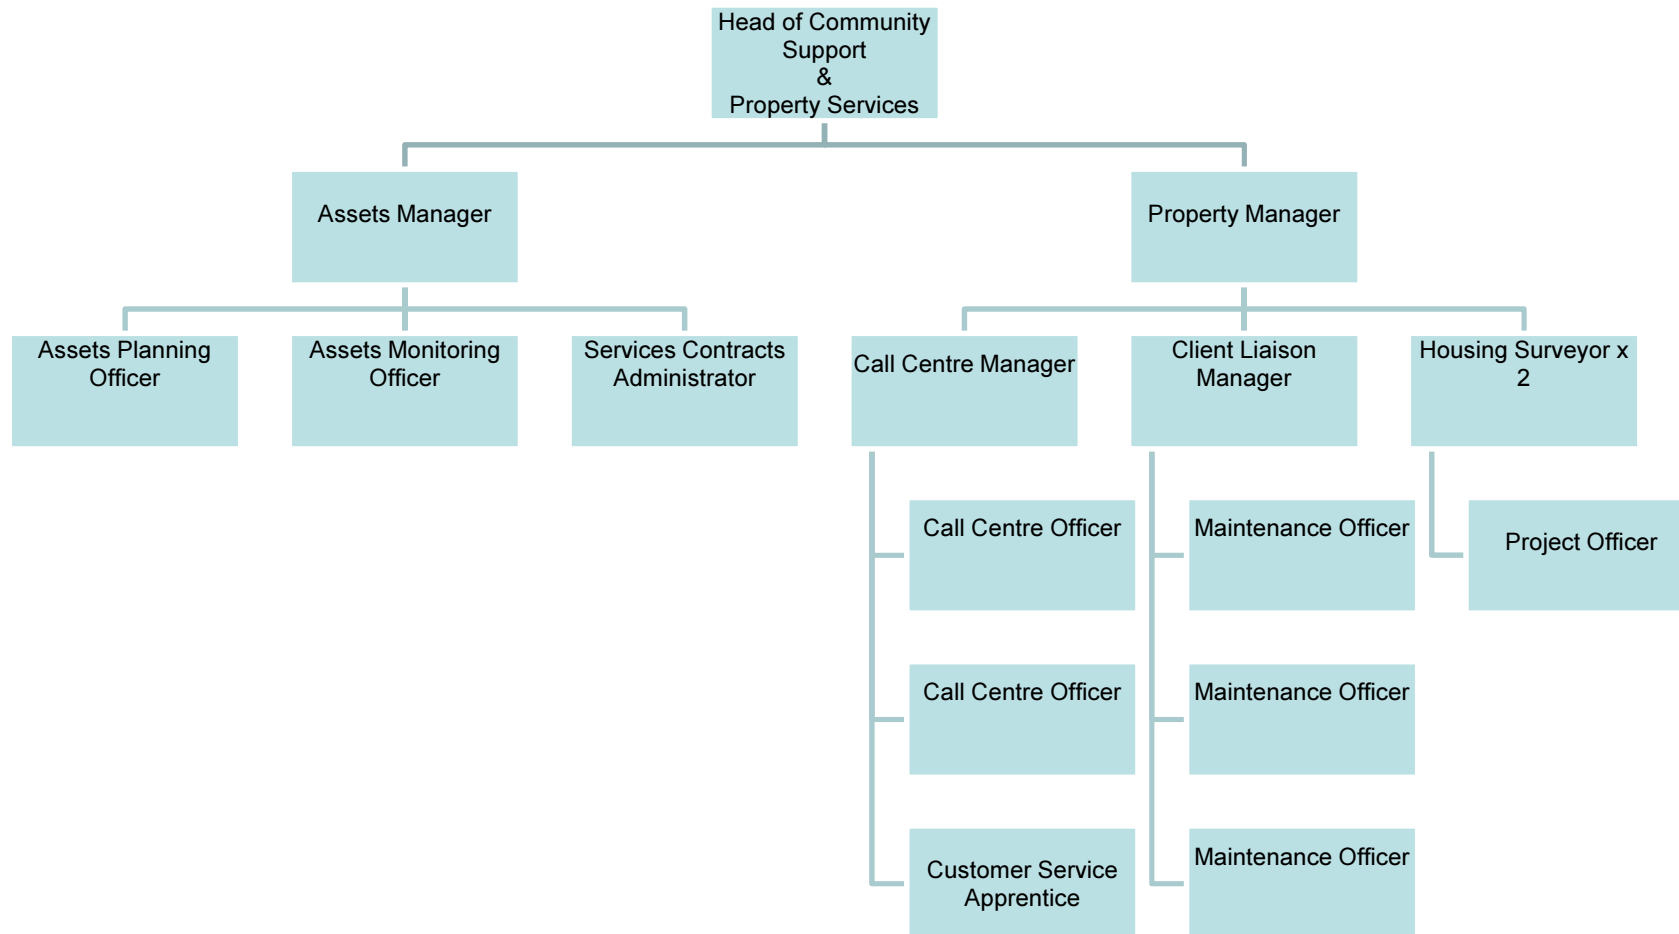 Head of Community
Support
&
Property Services
Assets Manager
Property Manager
Assets Planning
Officer
Assets Monitoring
Officer
Services Contracts
Administrator
Call Centre Manager
Client Liaison
Manager
Housing Surveyor x
2
Call Centre Officer
Maintenance Officer
Project Officer
Call Centre Officer
Maintenance Officer
Customer Service
Apprentice
Maintenance Officer